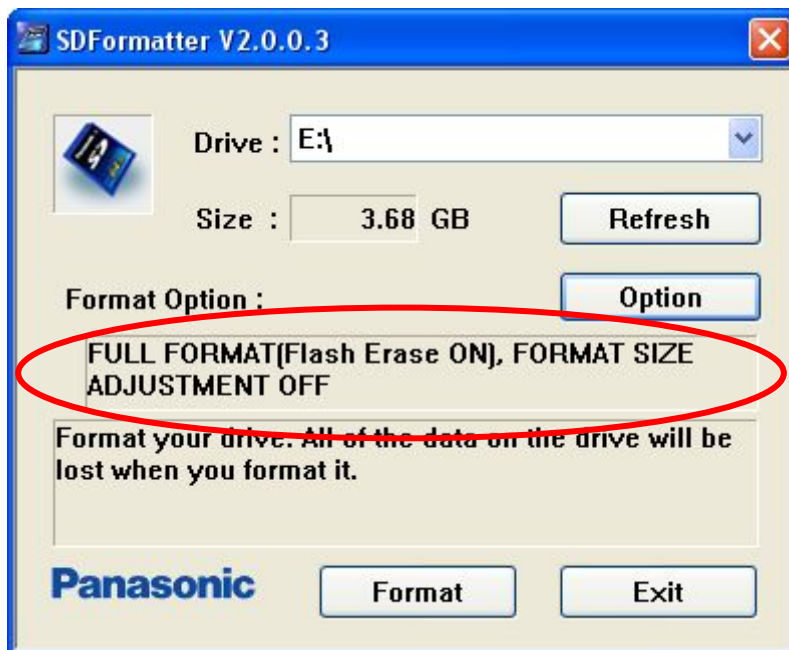 SDFormatter V2.0.0.3
Drive : E:\
Size : 3.68 GB
Refresh
Format Option :
Option
FULL FORMAT(Flash Erase ON), FORMAT SIZE
ADJUSTMENT OFF
Format your drive. All of the data on the drive will be
lost when you format it.
Panasonic
Format
Exit